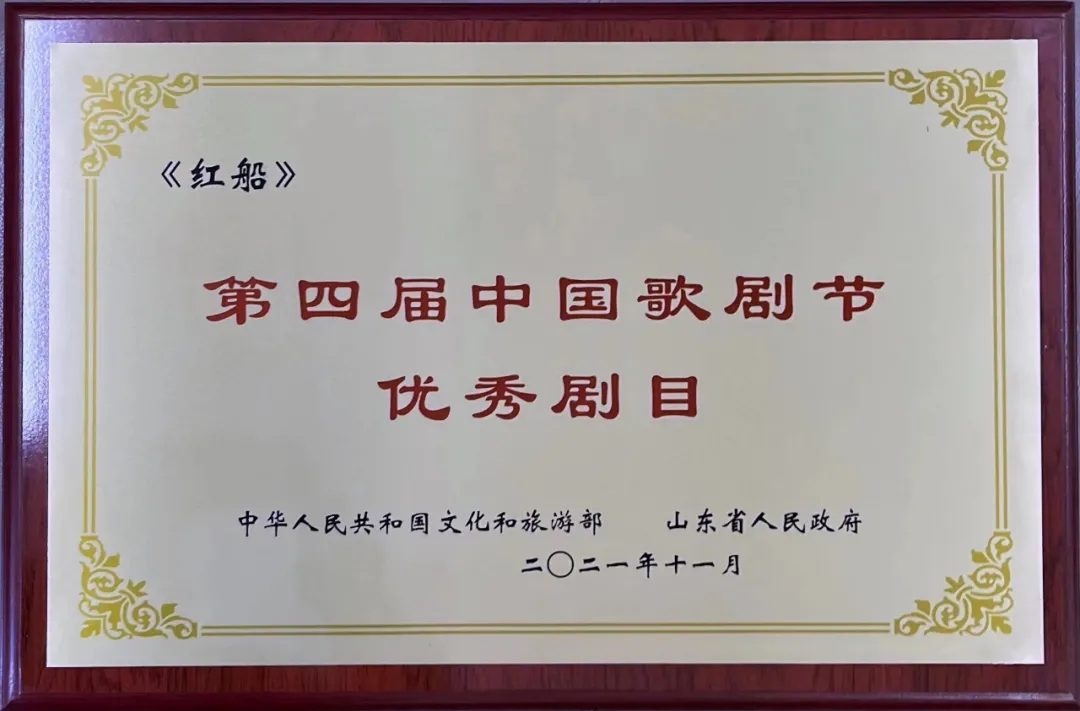 《红船》
第四届中国歌剧节
优秀剧目
中华人民共和国文化和旅游部 山东省人民政府
二〇二一年十一月